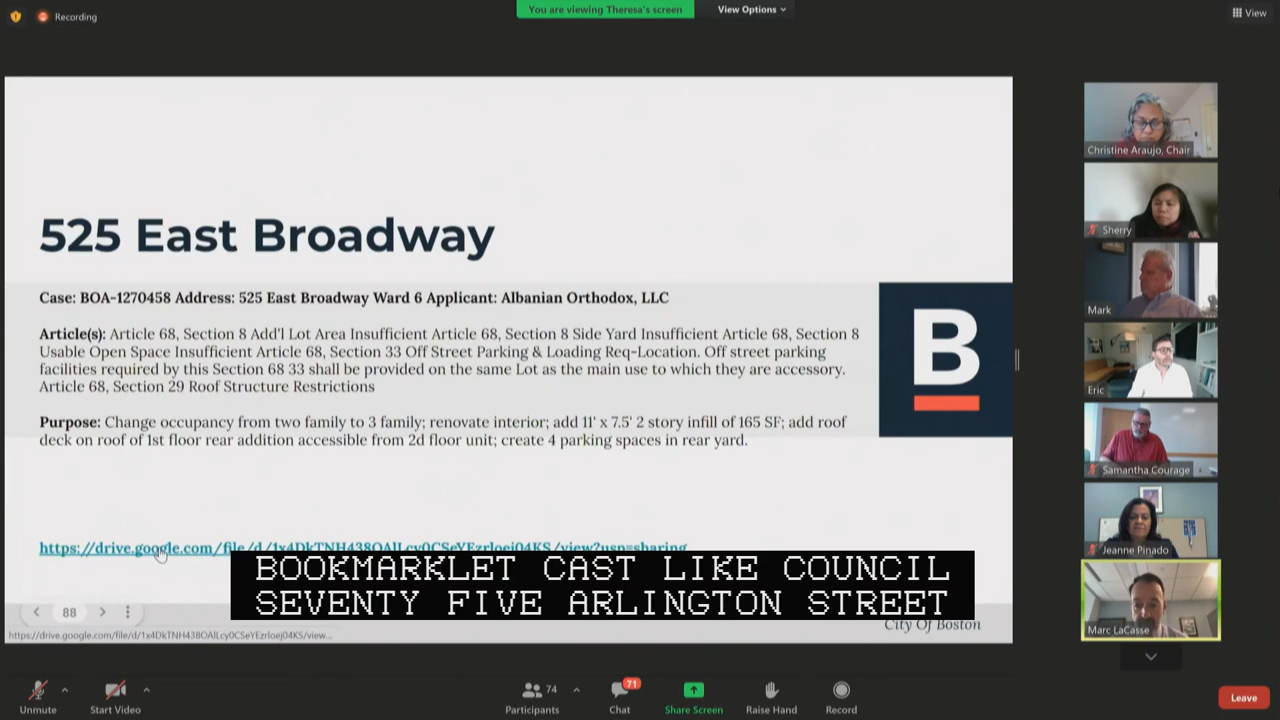 Recording
You are viewing Theresa's screen
View Options
View
525 East Broadway
Case: BOA-1270458 Address: 525 East Broadway Ward 6 Applicant: Albanian Orthodox, LLC
Article(s): Article 68, Section 8 Add'l Lot Area Insufficient Article 68, Section 8 Side Yard Insufficient Article 68, Section 8
Usable Open Space Insufficient Article 68, Section 33 Off Street Parking & Loading Req-Location. Off street parking
facilities required by this Section 68 33 shall be provided on the same Lot as the main use to which they are accessory.
Article 68, Section 29 Roof Structure Restrictions
Purpose: Change occupancy from two family to 3 family; renovate interior; add 11' x 7.5' 2 story infill of 165 SF; add roof
deck on roof of 1st floor rear addition accessible from 2d floor unit; create 4 parking spaces in rear yard.
B
BOOKMARKLET CAST LIKE COUNCIL
SEVENTY FIVE ARLINGTON STREET
88
City Of Boston
Christine Araujo, Chair
Sherry
Mark
Eric
Samantha Courage
Jeanne Pinado
Marc LaCasse
Unmute
Start Video
74
Participants
71
Chat
Share Screen
Raise Hand
Record
Leave